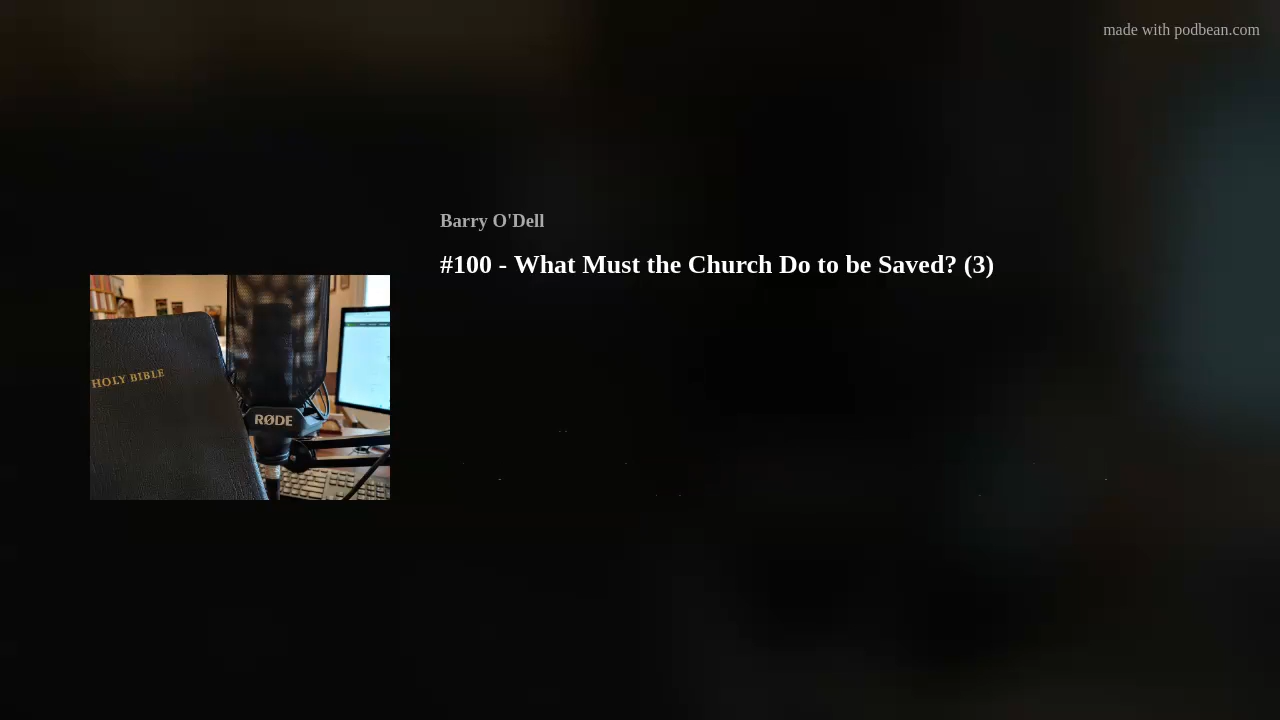 made with podbean.com
Barry O'Dell
#100 - What Must the Church Do to be Saved? (3)
HOLY BIBLE
RØDE